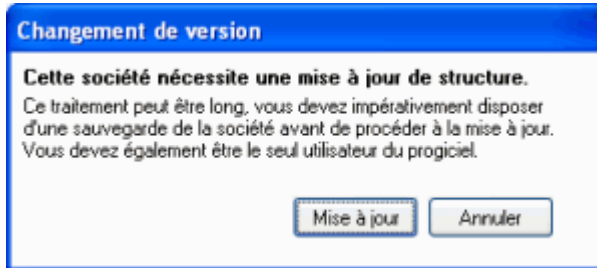 Changement de version
Cette société nécessite une mise à jour de structure.
Ce traitement peut être long, vous devez impérativement disposer
d'une sauvegarde de la société avant de procéder à la mise à jour.
Vous devez également être le seul utilisateur du progiciel.
Mise à jour
Annuler